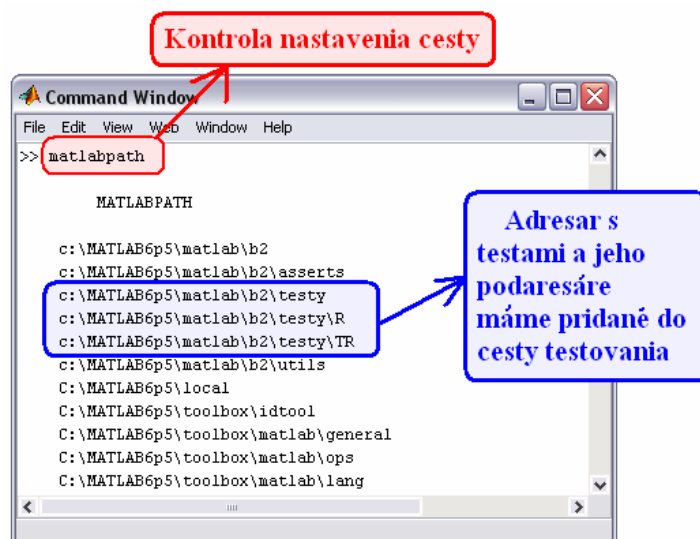 Kontrola nastavenia cesty
Command Window
File Edit View Web Window Help
>> matlabpath
MATLABPATH
c:\MATLAB6p5\matlab\b2
c:\MATLAB6p5\matlab\b2\asserts
c:\MATLAB6p5\matlab\b2\testy
c:\MATLAB6p5\matlab\b2\testy\R
c:\MATLAB6p5\matlab\b2\testy\TR
c:\MATLAB6p5\matlab\b2\utils
C:\MATLAB6p5\local
C:\MATLAB6p5\toolbox\idtool
C:\MATLAB6p5\toolbox\matlab\general
C:\MATLAB6p5\toolbox\matlab\ops
C:\MATLAB6p5\toolbox\matlab\lang
Adresar s
testami a jeho
podaresáre
máme pridané do
cesty testovania